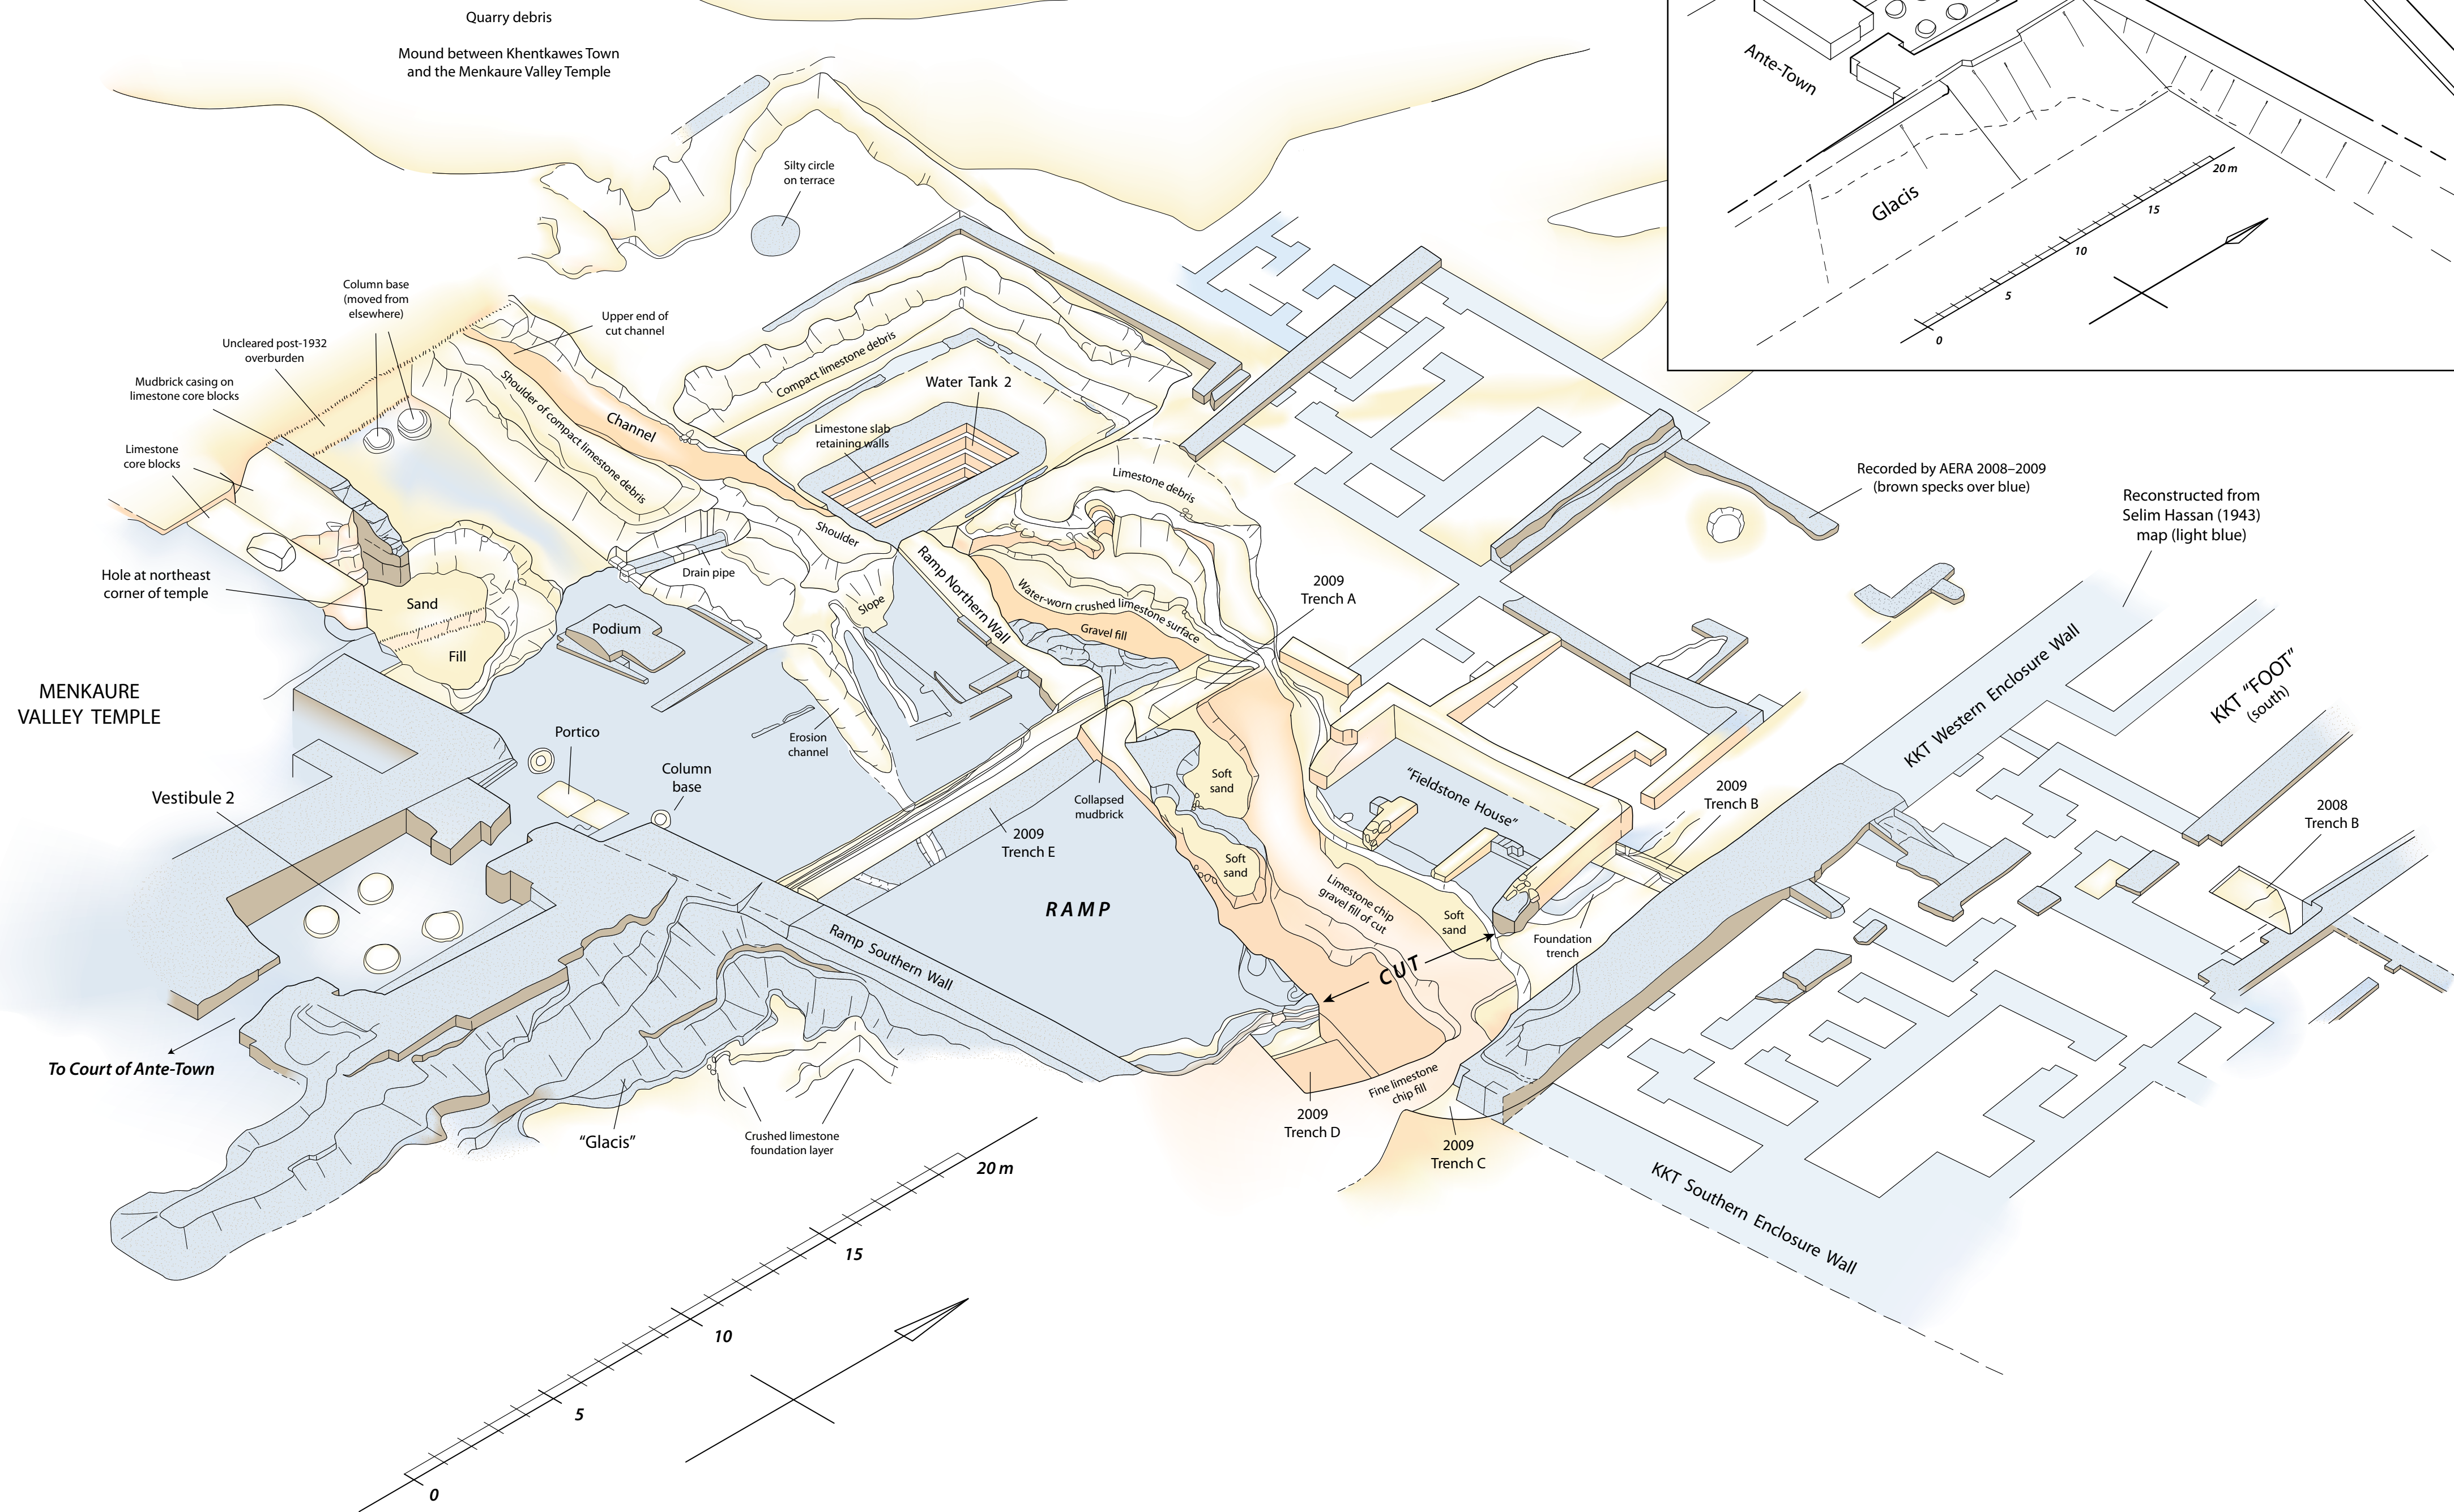 Quarry debris
Mound between Khentkawes Town
and the Menkaure Valley Temple
Silty circle
on terrace
Ante-Town
Glacis
0
5
10
15
20 m
Column base
(moved from
elsewhere)
Upper end of
cut channel
Uncleared post-1932
overburden
Mudbrick casing on
limestone core blocks
Limestone
core blocks
Hole at northeast
corner of temple
Shoulder of compact limestone debris
Channel
Compact limestone debris
Water Tank 2
Limestone slab
retaining walls
Limestone debris
Shoulder
Drain pipe
Slope
Ramp Northern Wall
Water-worn crushed limestone surface
Gravel fill
2009
Trench A
Recorded by AERA 2008–2009
(brown specks over blue)
Reconstructed from
Selim Hassan (1943)
map (light blue)
Sand
Fill
Podium
MENKAURE
VALLEY TEMPLE
Portico
Column
base
Erosion
channel
Vestibule 2
2009
Trench E
Collapsed
mudbrick
Soft
sand
Soft
sand
"Fieldstone House"
2009
Trench B
KKT Western Enclosure Wall
KKT "FOOT"
(south)
2008
Trench B
RAMP
Ramp Southern Wall
Limestone chip
gravel fill of cut
Soft
sand
CUT
Foundation
trench
To Court of Ante-Town
"Glacis"
Crushed limestone
foundation layer
2009
Trench D
Fine limestone
chip fill
2009
Trench C
KKT Southern Enclosure Wall
20 m
15
10
5
0